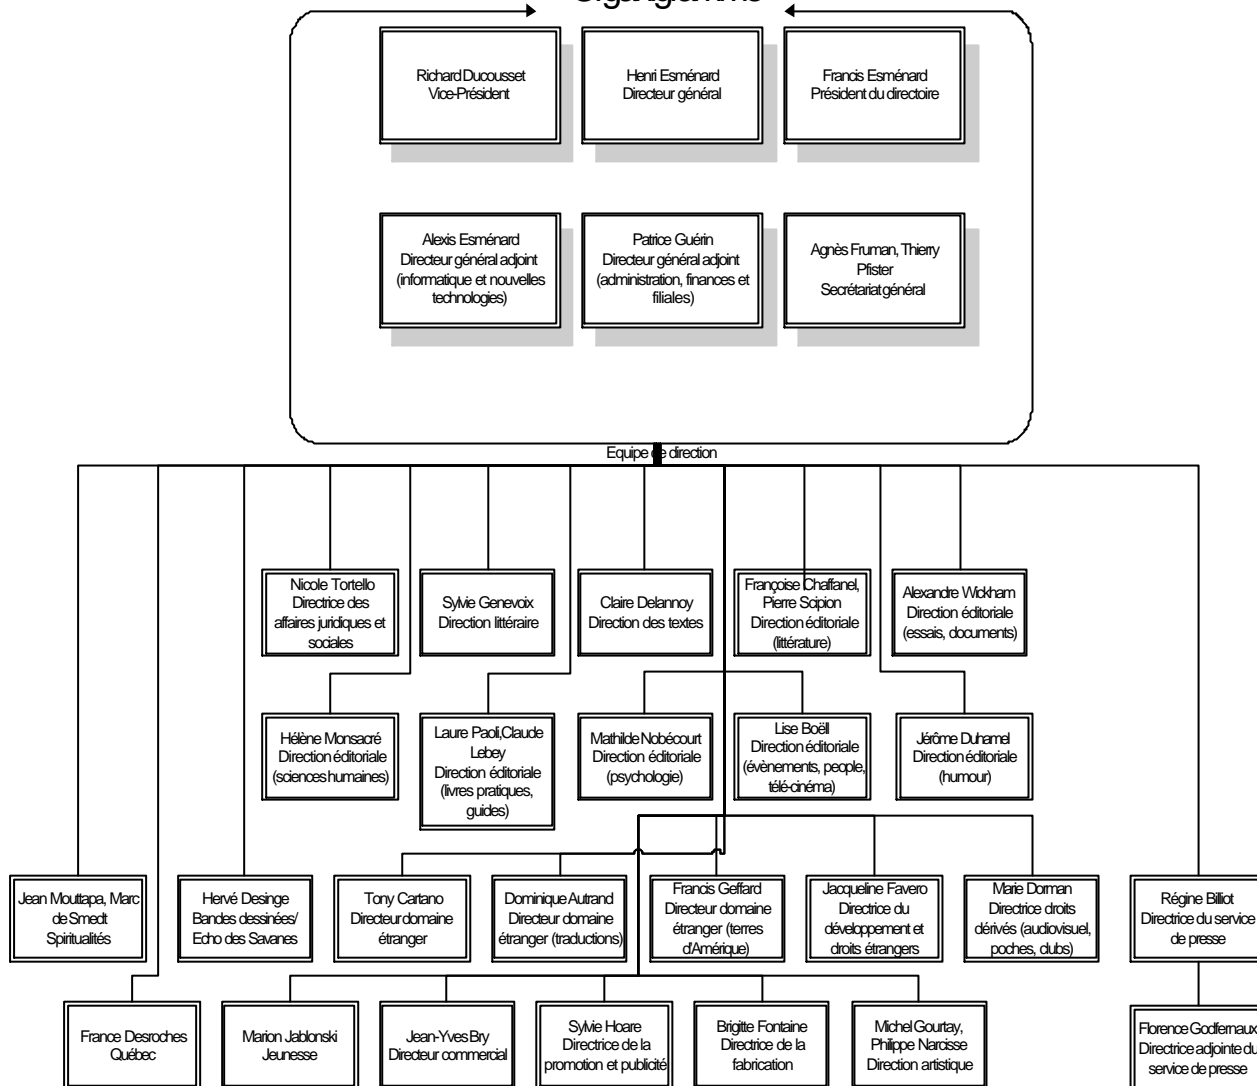 Organigramme
Richard Ducousset
Vice-Président
Henri Esménard
Directeur général
Francis Esménard
Président du directoire
Alexis Esménard
Directeur général adjoint
(informatique et nouvelles
technologies)
Patrice Guérin
Directeur général adjoint
(administration, finances et
filiales)
Agnès Fruman, Thierry
Pfister
Secrétariat général
Equipe de direction
Nicole Tortello
Directrice des
affaires juridiques et
sociales
Sylvie Genevoix
Direction littéraire
Claire Delannoy
Direction des textes
Françoise Chaffanel,
Pierre Scipion
Direction éditoriale
(littérature)
Alexandre Wickham
Direction éditoriale
(essais, documents)
Hélène Monsacré
Direction éditoriale
(sciences humaines)
Laure Paoli,Claude
Lebey
Direction éditoriale
(livres pratiques,
guides)
Mathilde Nobécourt
Direction éditoriale
(psychologie)
Lise Boëll
Direction éditoriale
(évènements, people,
télé-cinéma)
Jérôme Duhamel
Direction éditoriale
(humour)
Jean Mouttapa, Marc
de Smedt
Spiritualités
Hervé Desinge
Bandes dessinées/
Echo des Savanes
Tony Cartano
Directeur domaine
étranger
Dominique Autrand
Directeur domaine
étranger (traductions)
Francis Geffard
Directeur domaine
étranger (terres
d'Amérique)
Jacqueline Favero
Directrice du
développement et
droits étrangers
Marie Dorman
Directrice droits
dérivés (audiovisuel,
poches, clubs)
Régine Billiot
Directrice du service
de presse
France Desroches
Québec
Marion Jablonski
Jeunesse
Jean-Yves Bry
Directeur commercial
Sylvie Hoare
Directrice de la
promotion et publicité
Brigitte Fontaine
Directrice de la
fabrication
Michel Gourtay,
Philippe Narcisse
Direction artistique
Florence Godfernaux
Directrice adjointe du
service de presse